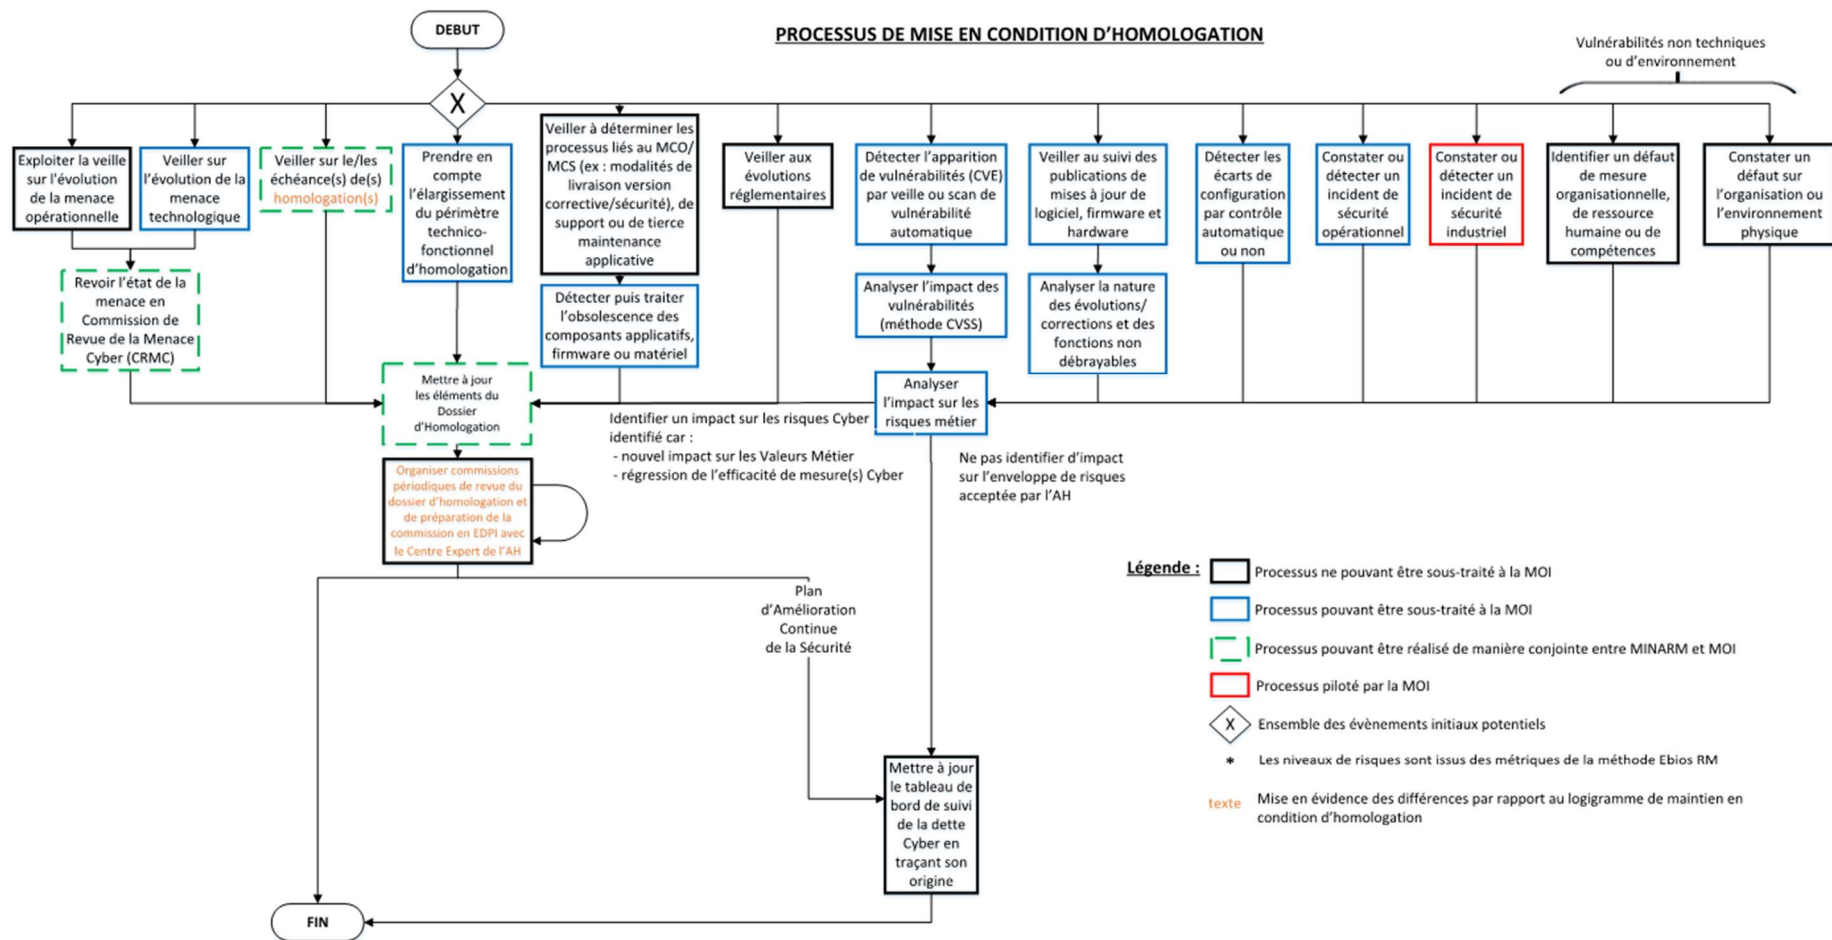 DEBUT
PROCESSUS DE MISE EN CONDITION D'HOMOLOGATION
Vulnérabilités non techniques
ou d'environnement
X
Exploiter la veille
sur l'évolution
de la menace
opérationnelle
Veiller sur
l'évolution de la
menace
technologique
Veiller sur le/les
échéance(s) de(s)
homologation(s)
Prendre en
compte
l'élargissement
du périmètre
technico-
fonctionnel
d'homologation
Veiller à déterminer les
processus liés au MCO/
MCS (ex : modalités de
livraison version
corrective/sécurité), de
support ou de tierce
maintenance
applicative
Veiller aux
évolutions
réglementaires
Détecter l'apparition
de vulnérabilités (CVE)
par veille ou scan de
vulnérabilité
automatique
Veiller au suivi des
publications de
mises à jour de
logiciel, firmware et
hardware
Détecter les
écarts de
configuration
par contrôle
automatique
ou non
Constater ou
détecter un
incident de
sécurité
opérationnel
Constater ou
détecter un
incident de
sécurité
industriel
Identifier un défaut
de mesure
organisationnelle,
de ressource
humaine ou de
compétences
Constater un
défaut sur
l'organisation ou
l'environnement
physique
Revoir l'état de la
menace en
Commission de
Revue de la Menace
Cyber (CRMC)
Détecter puis traiter
l'obsolescence des
composants applicatifs,
firmware ou matériel
Analyser l'impact des
vulnérabilités
(méthode CVSS)
Analyser la nature
des évolutions/
corrections et des
fonctions non
débrayables
Mettre à jour
les éléments du
Dossier
d'Homologation
Analyser
l'impact sur les
risques métier
Identifier un impact sur les risques Cyber
identifié car :
- nouvel impact sur les Valeurs Métier
- régression de l'efficacité de mesure(s) Cyber
Ne pas identifier d'impact
sur l'enveloppe de risques
acceptée par l'AH
Organiser commissions
périodiques de revue du
dossier d'homologation et
de préparation de la
commission en EDPI avec
le Centre Expert de l'AH
Plan
d'Amélioration
Continue
de la Sécurité
Mettre à jour
le tableau de
bord de suivi
de la dette
Cyber en
traçant son
origine
FIN
Légende :
Processus ne pouvant être sous-traité à la MOI
Processus pouvant être sous-traité à la MOI
Processus pouvant être réalisé de manière conjointe entre MINARM et MOI
Processus piloté par la MOI
X Ensemble des évènements initiaux potentiels
* Les niveaux de risques sont issus des métriques de la méthode Ebios RM
texte Mise en évidence des différences par rapport au logigramme de maintien en
condition d'homologation